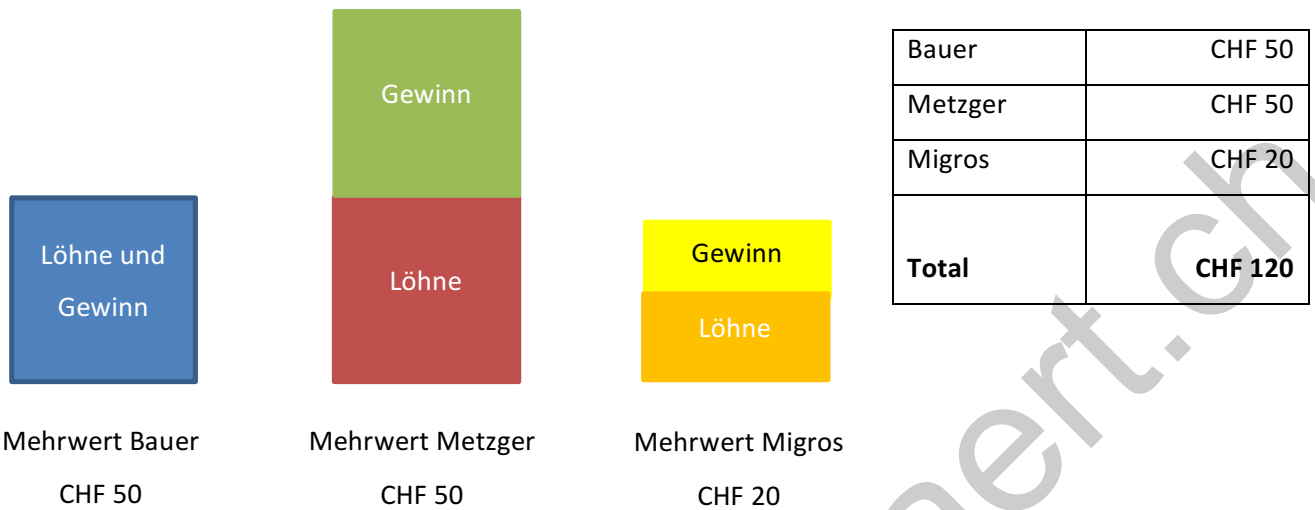 Gewinn
Löhne
Löhne und
Gewinn
Gewinn
Löhne
Mehrwert Bauer
CHF 50
Mehrwert Metzger
CHF 50
Mehrwert Migros
CHF 20
Bauer CHF 50
Metzger CHF 50
Migros CHF 20
Total CHF 120